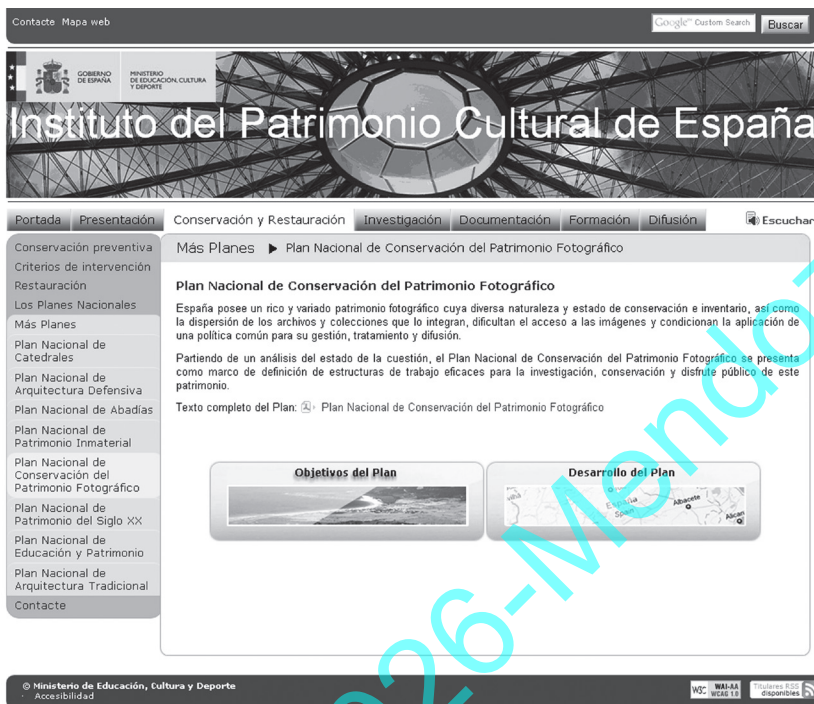 Contacte Mapa web
Google™ Custom Search Buscar
GOBIERNO DE ESPAÑA
MINISTERIO DE EDUCACIÓN, CULTURA Y DEPORTE
Instituto del Patrimonio Cultural de España
Portada Presentación Conservación y Restauración Investigación Documentación Formación Difusión Escuchar
Conservación preventiva
Criterios de intervención
Restauración
Los Planes Nacionales
Más Planes
Plan Nacional de
Catedrales
Plan Nacional de
Arquitectura Defensiva
Plan Nacional de Abadías
Plan Nacional de
Patrimonio Inmaterial
Plan Nacional de
Conservación del
Patrimonio Fotográfico
Plan Nacional de
Patrimonio del Siglo XX
Plan Nacional de
Educación y Patrimonio
Plan Nacional de
Arquitectura Tradicional
Contacte
Más Planes ▶ Plan Nacional de Conservación del Patrimonio Fotográfico
Plan Nacional de Conservación del Patrimonio Fotográfico
España posee un rico y variado patrimonio fotográfico cuya diversa naturaleza y estado de conservación e inventario, así como
la dispersión de los archivos y colecciones que lo integran, dificultan el acceso a las imágenes y condicionan la aplicación de
una política común para su gestión, tratamiento y difusión.
Partiendo de un análisis del estado de la cuestión, el Plan Nacional de Conservación del Patrimonio Fotográfico se presenta
como marco de definición de estructuras de trabajo eficaces para la investigación, conservación y disfrute público de este
patrimonio.
Texto completo del Plan: Plan Nacional de Conservación del Patrimonio Fotográfico
Objetivos del Plan
Desarrollo del Plan
España
Spain
Albacete
© Ministerio de Educación, Cultura y Deporte
· Accesibilidad
W3C WAI-AA
WCAG 1.0
Titulares RSS
disponibles
026-Mendo